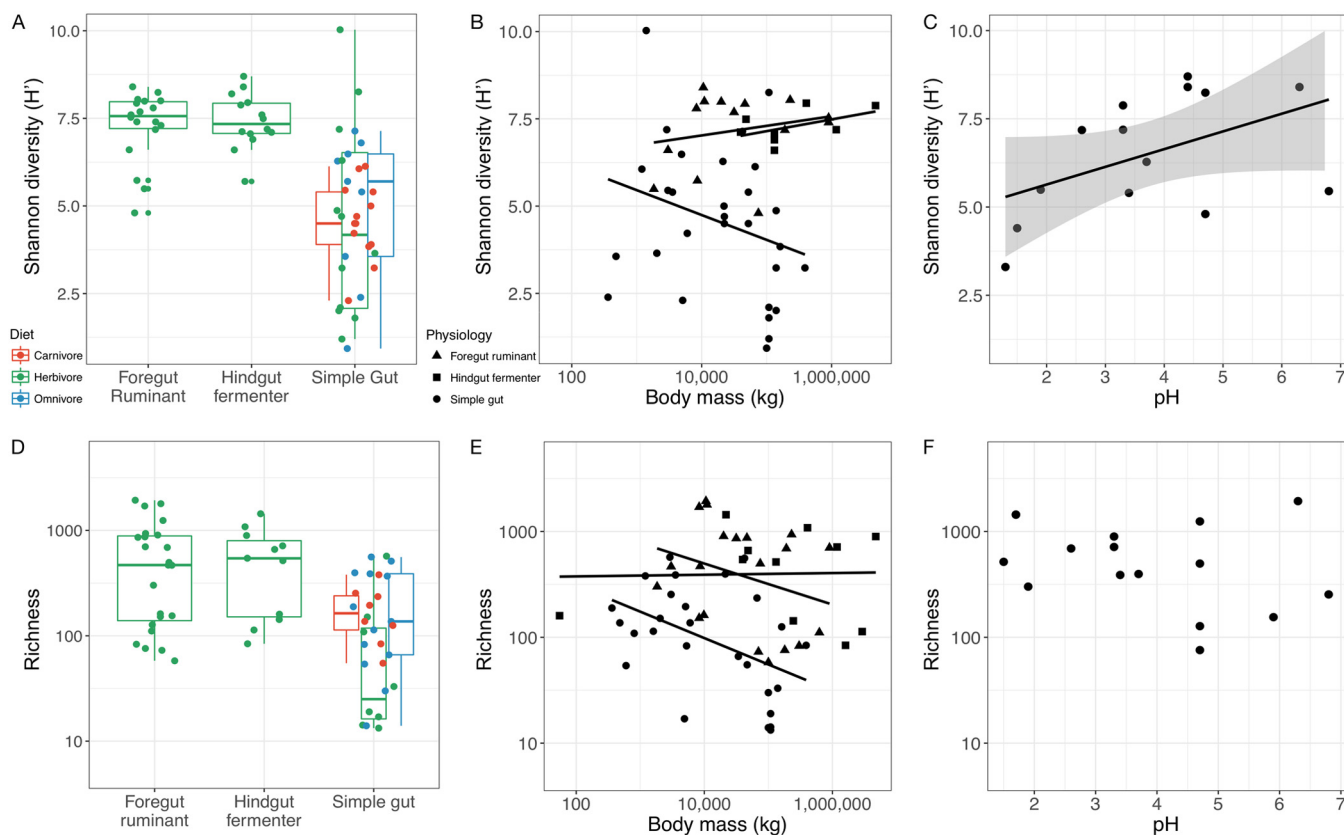 A
Shannon diversity (H')
10.0
7.5
5.0
2.5
Foregut
Ruminant
Hindgut
fermenter
Simple Gut
Diet
Carnivore
Herbivore
Omnivore
B
Shannon diversity (H')
10.0
7.5
5.0
2.5
100
10,000
1,000,000
Body mass (kg)
Physiology
Foregut ruminant
Hindgut fermenter
Simple gut
C
Shannon diversity (H')
10.0
7.5
5.0
2.5
2 3 4 5 6 7
pH
D
Richness
1000
100
10
Foregut
ruminant
Hindgut
fermenter
Simple gut
E
Richness
1000
100
10
100
10,000
1,000,000
Body mass (kg)
F
Richness
1000
100
10
2 3 4 5 6 7
pH